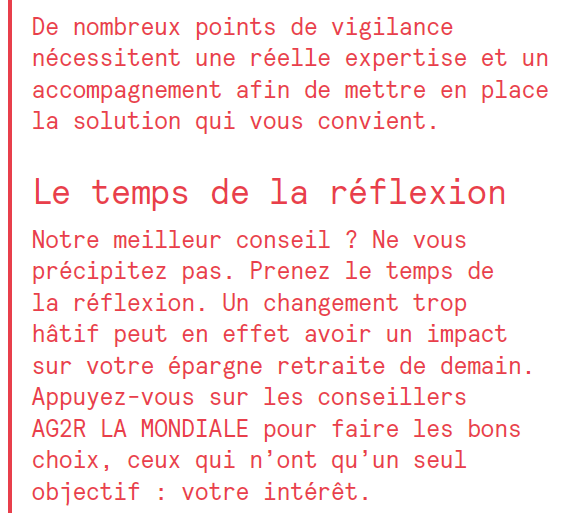 De nombreux points de vigilance
nécessitent une réelle expertise et un
accompagnement afin de mettre en place
la solution qui vous convient.
Le temps de la réflexion
Notre meilleur conseil ? Ne vous
précipitez pas. Prenez le temps de
la réflexion. Un changement trop
hâtif peut en effet avoir un impact
sur votre épargne retraite de demain.
Appuyez-vous sur les conseillers
AG2R LA MONDIALE pour faire les bons
choix, ceux qui n’ont qu’un seul
objectif : votre intérêt.